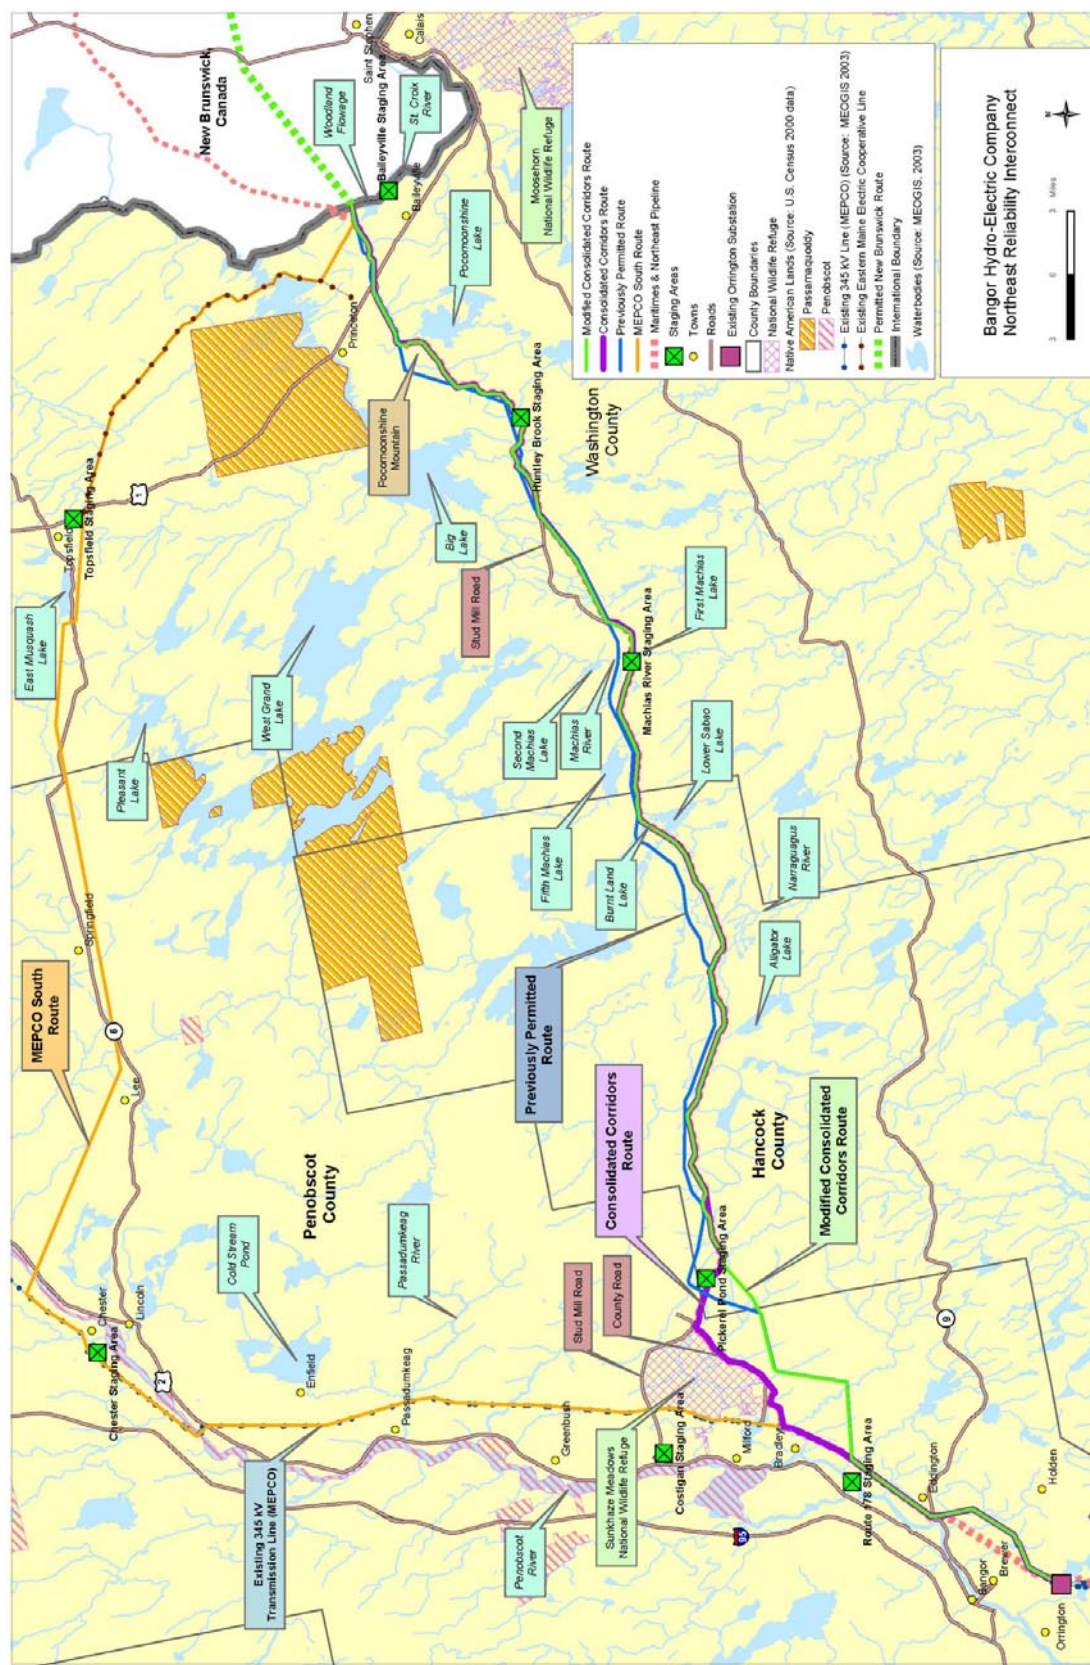 New Brunswick,
Canada
Saint Stephen
Calais
Woodland
Flowage
Baileyville Staging Area
St. Croix
River
Baileyville
Moosehorn
National Wildlife Refuge
Pocomoonshine
Lake
Princeton
Pocomoonshine
Mountain
Huntley Brook Staging Area
Washington
County
Topsfield
Topsfield Staging Area
1
East Musquash
Lake
Big
Lake
Stud Mill Road
First Machias
Lake
Machias River Staging Area
West Grand
Lake
Pleasant
Lake
Second
Machias
Lake
Machias
River
Lower Sabao
Lake
Fifth Machias
Lake
Burnt Land
Lake
Narraguagus
River
Alligator
Lake
Springfield
MEPCO South
Route
6
Lee
Previously Permitted
Route
Consolidated Corridors
Route
Hancock
County
Modified Consolidated
Corridors Route
Penobscot
County
Cold Stream
Pond
Passadumkeag
River
Stud Mill Road
County Road
Pickerel Pond Staging Area
9
Chester
Lincoln
Chester Staging Area
2
Enfield
Passadumkeag
Greenbush
Existing 345 kV
Transmission Line (MEPCO)
Penobscot
River
Sunkhaze Meadows
National Wildlife Refuge
Costigan Staging Area
Milford
Bradley
Route 178 Staging Area
95
Eddington
Holden
Bangor
Brewer
Orrington
Modified Consolidated Corridors Route
Consolidated Corridors Route
Previously Permitted Route
MEPCO South Route
Maritimes & Northeast Pipeline
Staging Areas
Towns
Roads
Existing Orrington Substation
County Boundaries
National Wildlife Refuge
Native American Lands (Source: U.S. Census 2000 data)
Passamaquoddy
Penobscot
Existing 345 kV Line (MEPCO) (Source: MEOGIS 2003)
Existing Eastern Maine Electric Cooperative Line
Permitted New Brunswick Route
International Boundary
Waterbodies (Source: MEOGIS, 2003)
Bangor Hydro-Electric Company
Northeast Reliability Interconnect
3 0 3 Miles
N